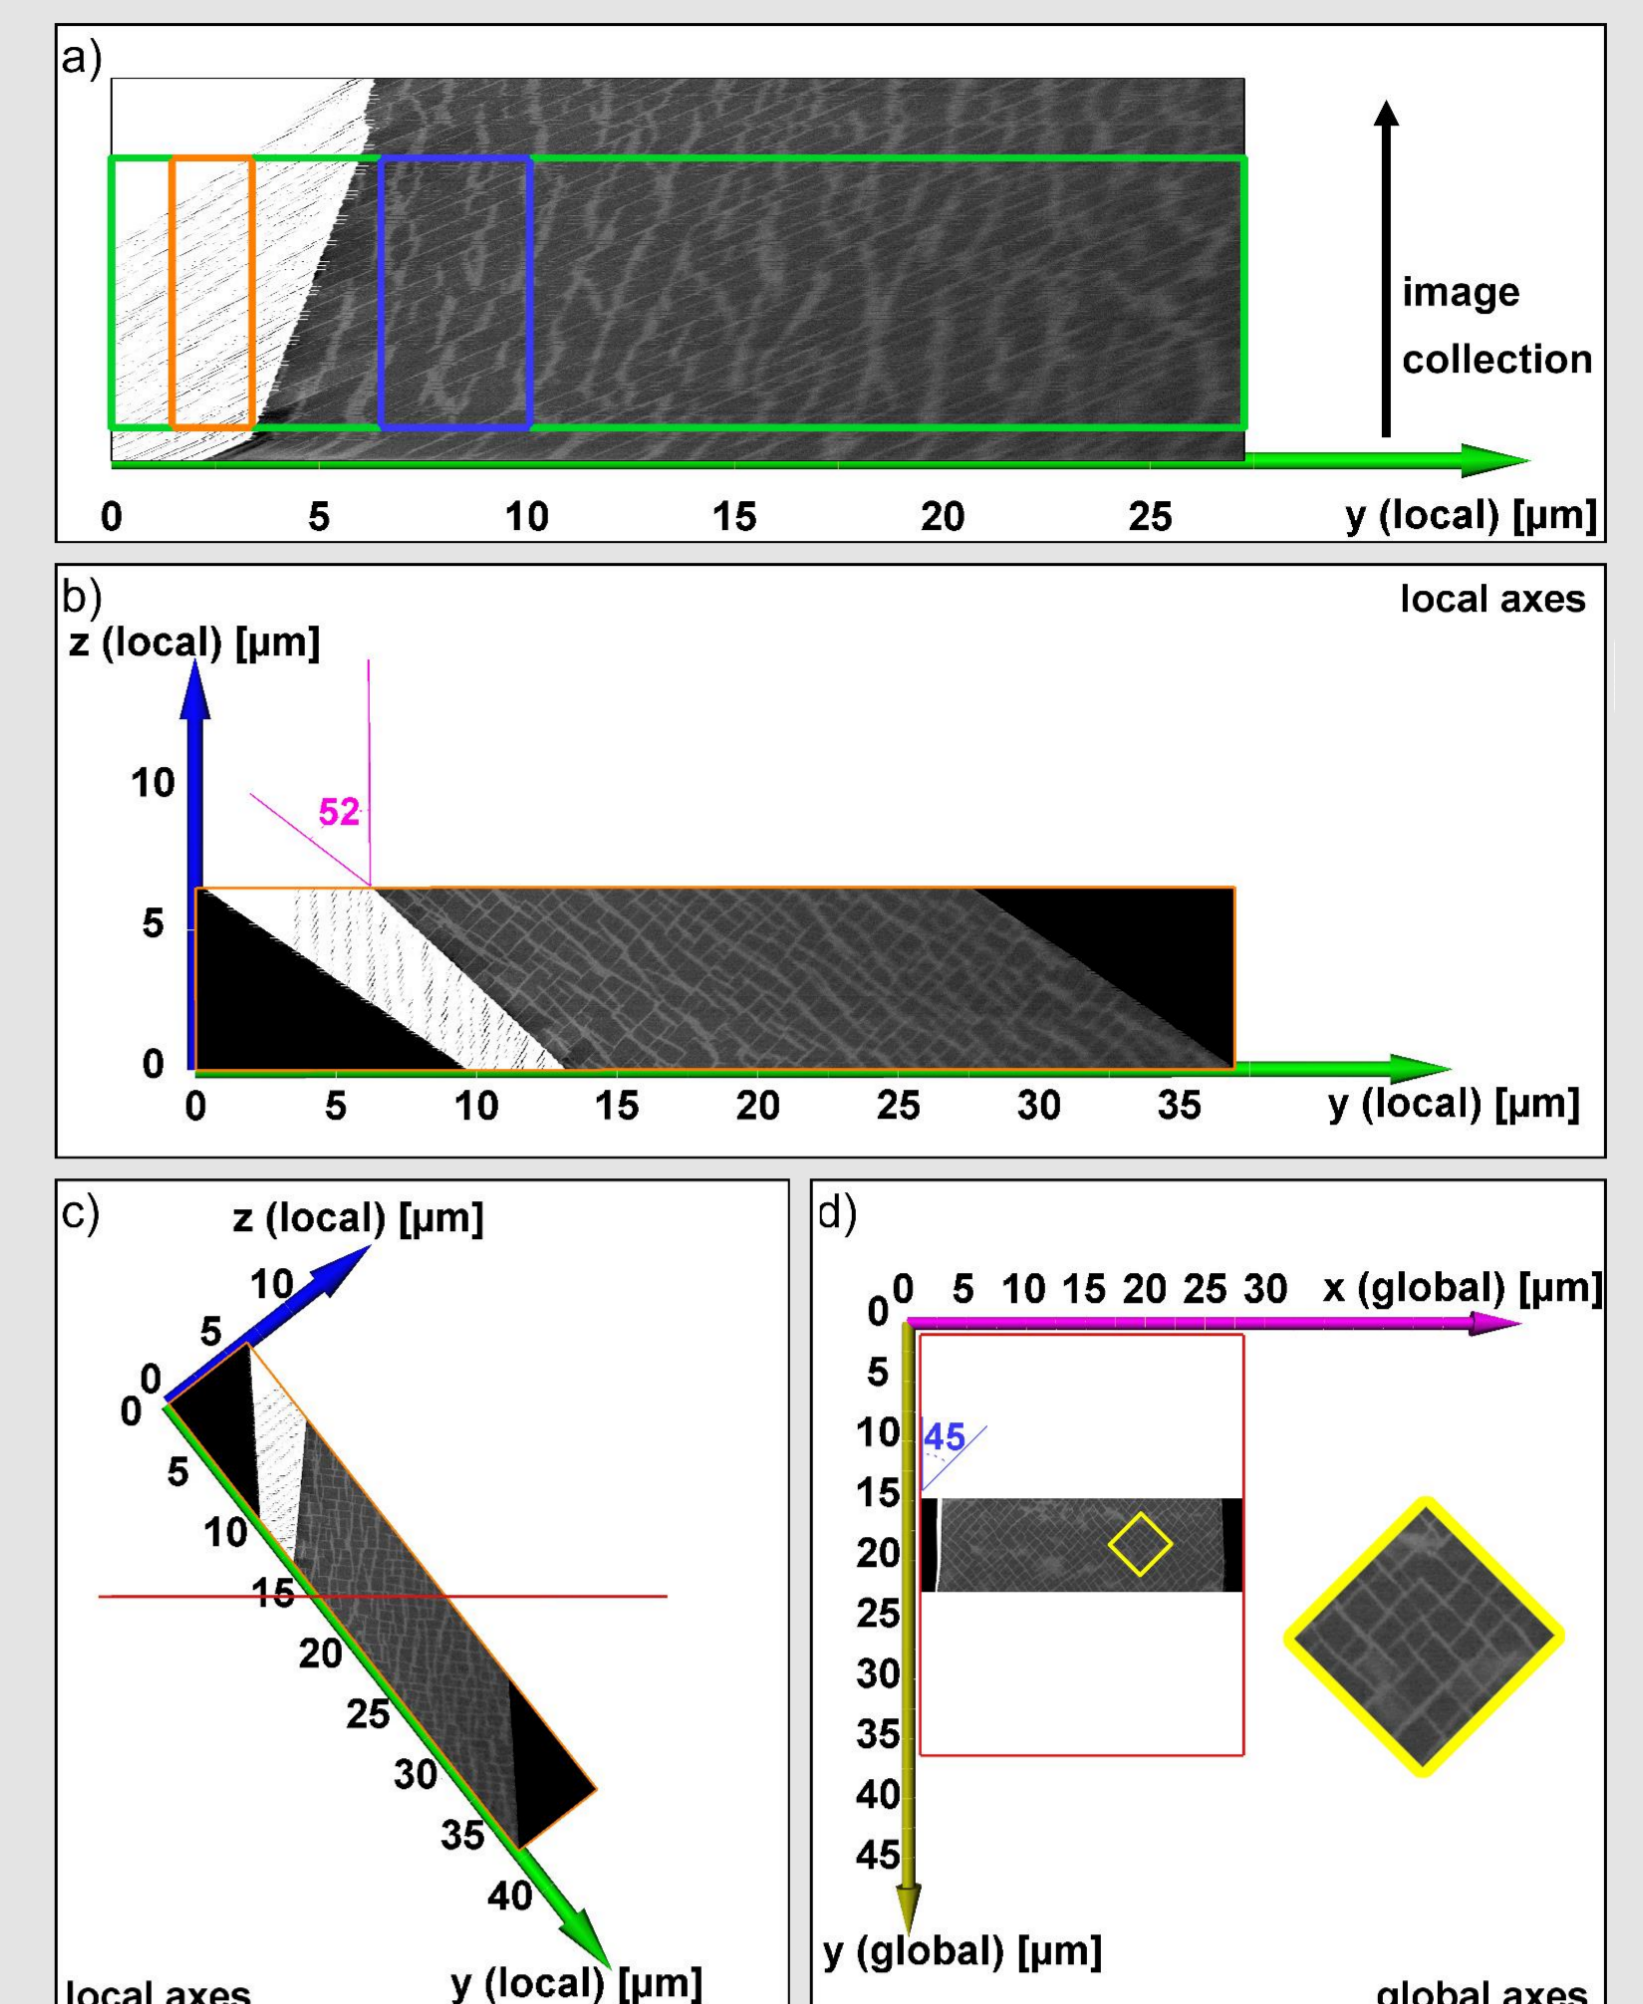 a)
image
collection
0 5 10 15 20 25 y (local) [µm]
b)
local axes
z (local) [µm]
10
52
5
0
0 5 10 15 20 25 30 35 y (local) [µm]
c)
z (local) [µm]
10
5
0
0
5
10
15
20
25
30
35
40
y (local) [µm]
local axes
d)
0 5 10 15 20 25 30 x (global) [µm]
0
5
10
45
15
20
25
30
35
40
45
y (global) [µm]
global axes